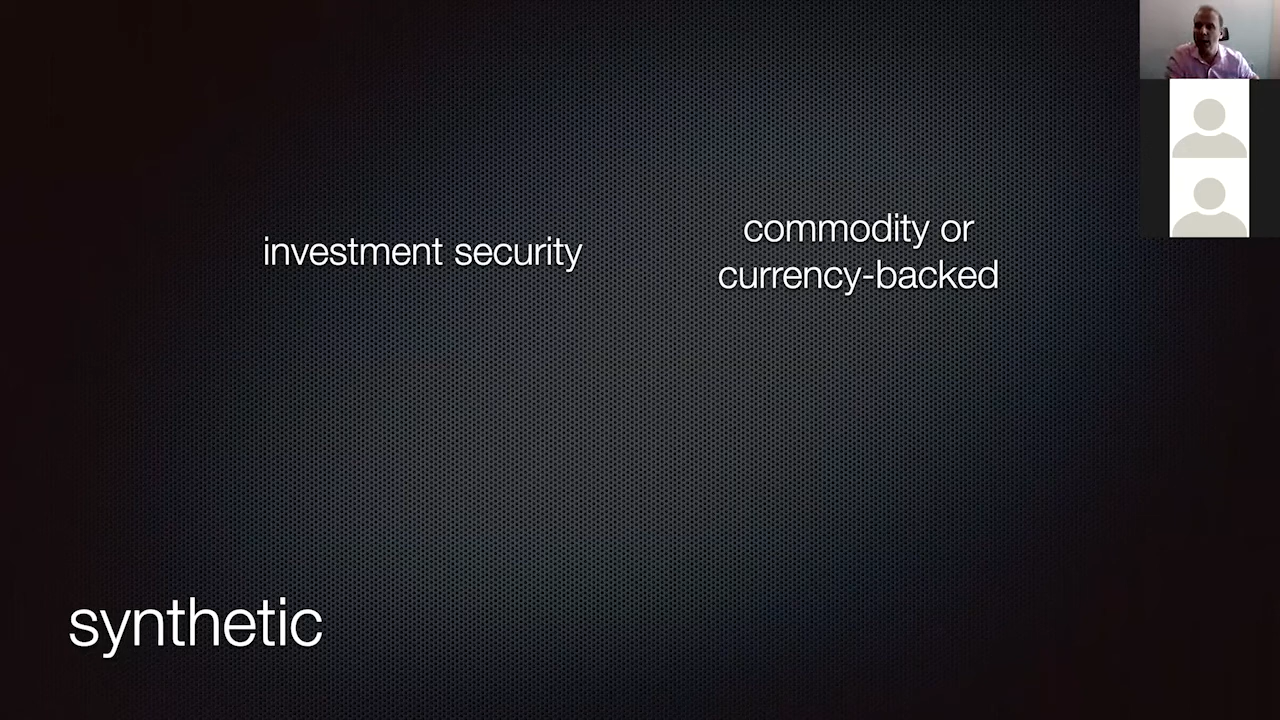 investment security
commodity or
currency-backed
synthetic